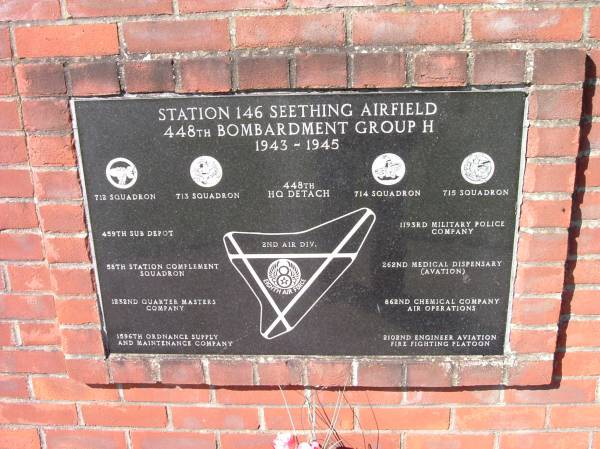 STATION 146 SEETHING AIRFIELD
448TH BOMBARDMENT GROUP H
1943 - 1945
712 SQUADRON
713 SQUADRON
448TH
HQ DETACH
714 SQUADRON
715 SQUADRON
459TH SUB DEPOT
58TH STATION COMPLEMENT
SQUADRON
1232ND QUARTER MASTERS
COMPANY
1596TH ORDNANCE SUPPLY
AND MAINTENANCE COMPANY
2ND AIR DIV.
8
EIGHTH AIR FORCE
1193RD MILITARY POLICE
COMPANY
262ND MEDICAL DISPENSARY
(AVATION)
862ND CHEMICAL COMPANY
AIR OPERATIONS
2102ND ENGINEER AVIATION
FIRE FIGHTING PLATOON